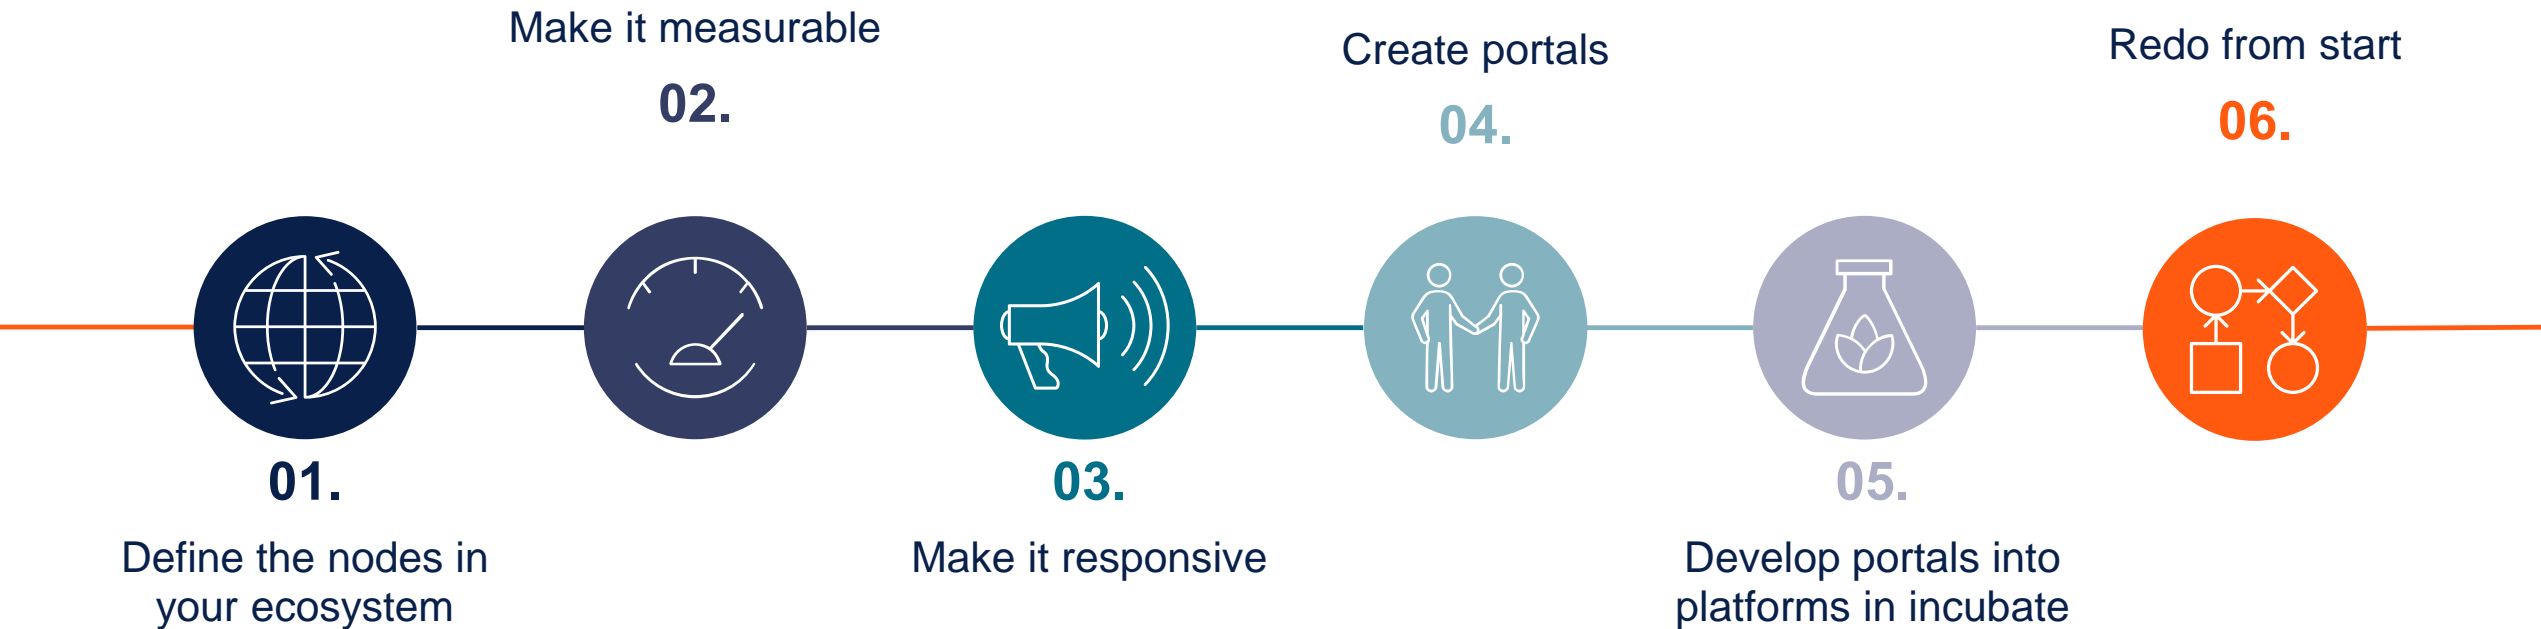 01.
Define the nodes in
your ecosystem
Make it measurable
02.
03.
Make it responsive
Create portals
04.
05.
Develop portals into
platforms in incubate
Redo from start
06.